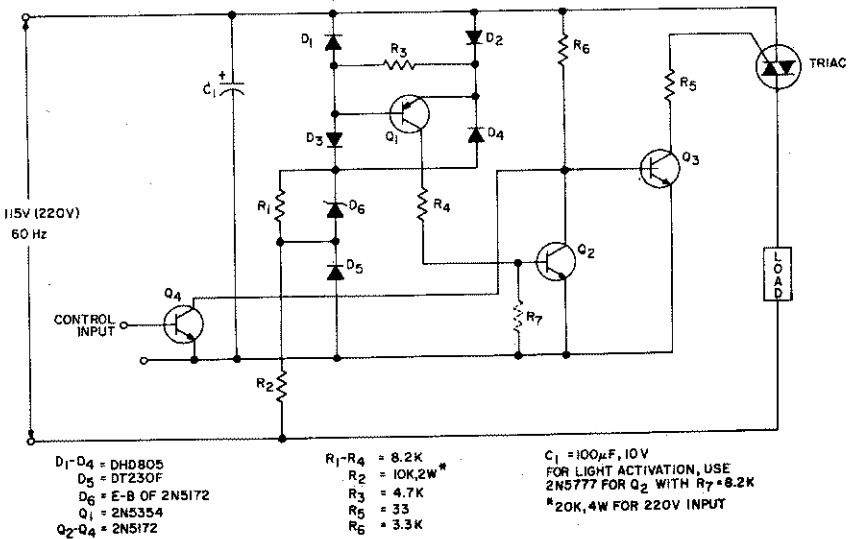 D1
D2
R3
R6
TRIAC
+
C1
R5
D3
Q1
D4
Q3
115V (220V)
60 Hz
R1
D6
R4
Q2
D5
LOAD
Q4
CONTROL
INPUT
R7
R2
D1-D4 = DHD805
D5 = DT230F
D6 = E-B OF 2N5172
Q1 = 2N5354
Q2-Q4 = 2N5172
R1-R4 = 8.2K
R2 = 10K, 2W*
R3 = 4.7K
R5 = 33
R6 = 3.3K
C1 = 100µF, 10V
FOR LIGHT ACTIVATION, USE
2N5777 FOR Q2 WITH R7=8.2K
*20K, 4W FOR 220V INPUT